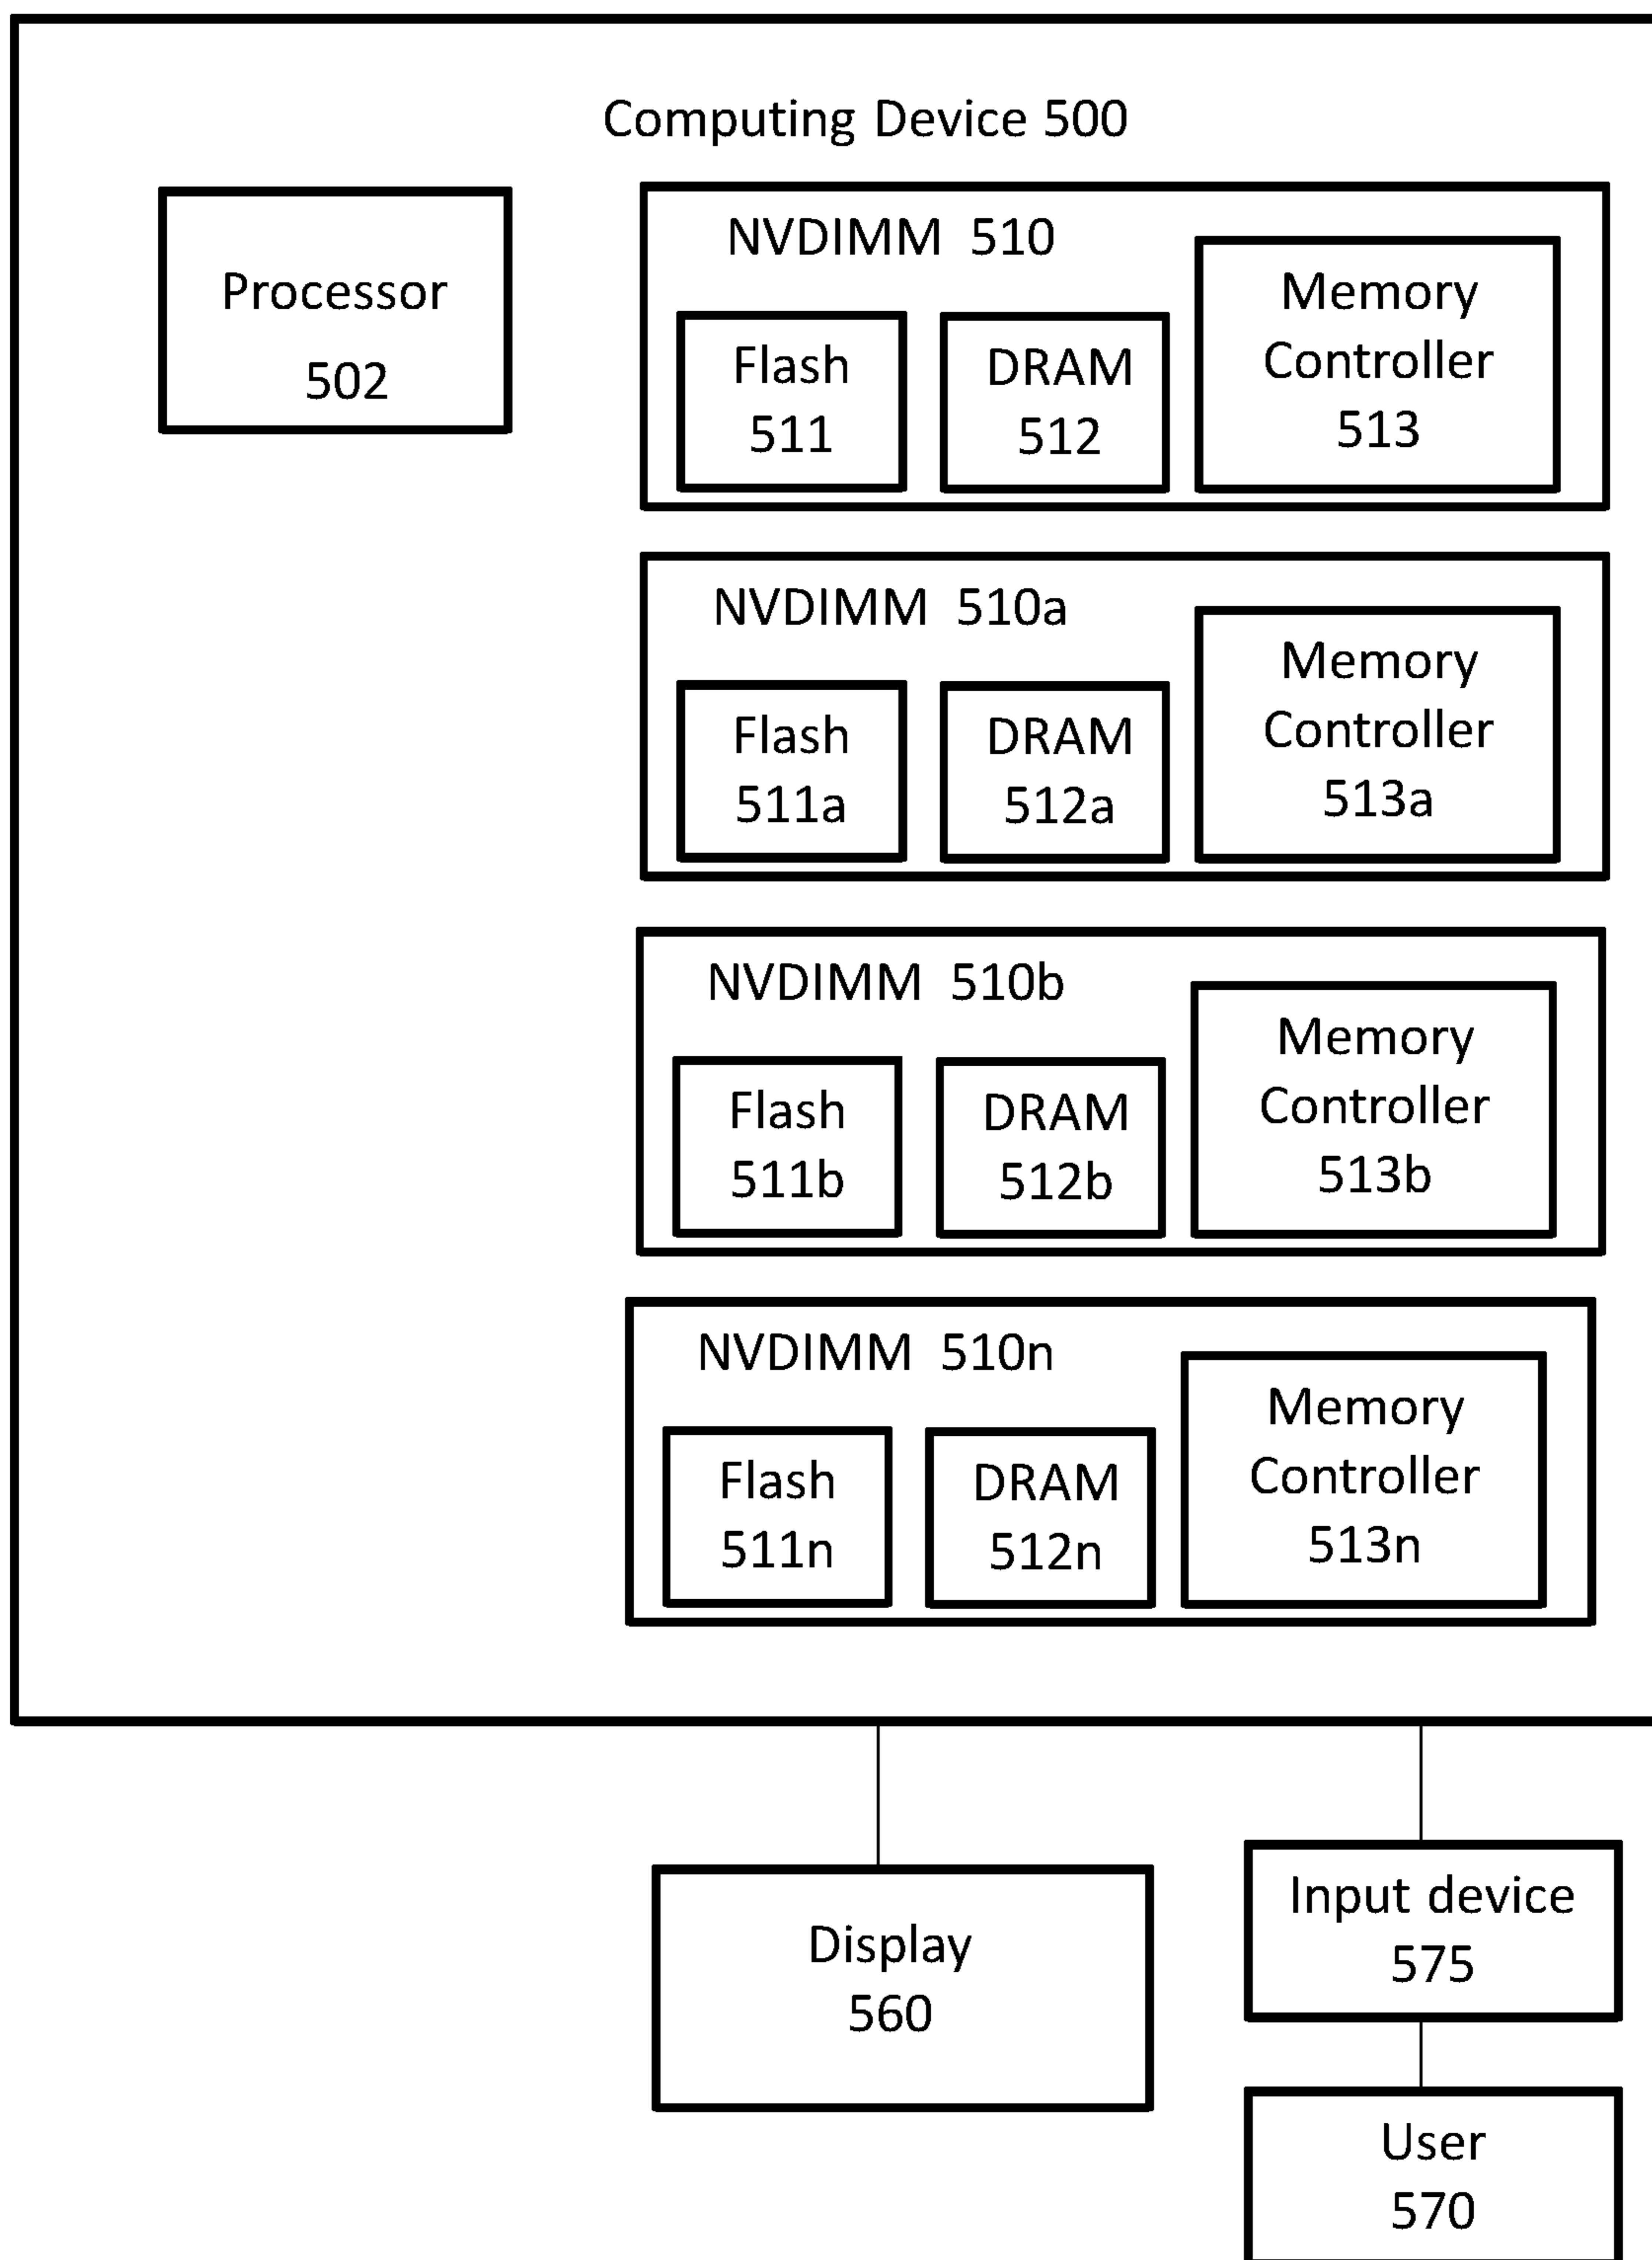 Computing Device 500
Processor
502
NVDIMM 510
Flash
511
DRAM
512
Memory
Controller
513
NVDIMM 510a
Flash
511a
DRAM
512a
Memory
Controller
513a
NVDIMM 510b
Flash
511b
DRAM
512b
Memory
Controller
513b
NVDIMM 510n
Flash
511n
DRAM
512n
Memory
Controller
513n
Display
560
Input device
575
User
570